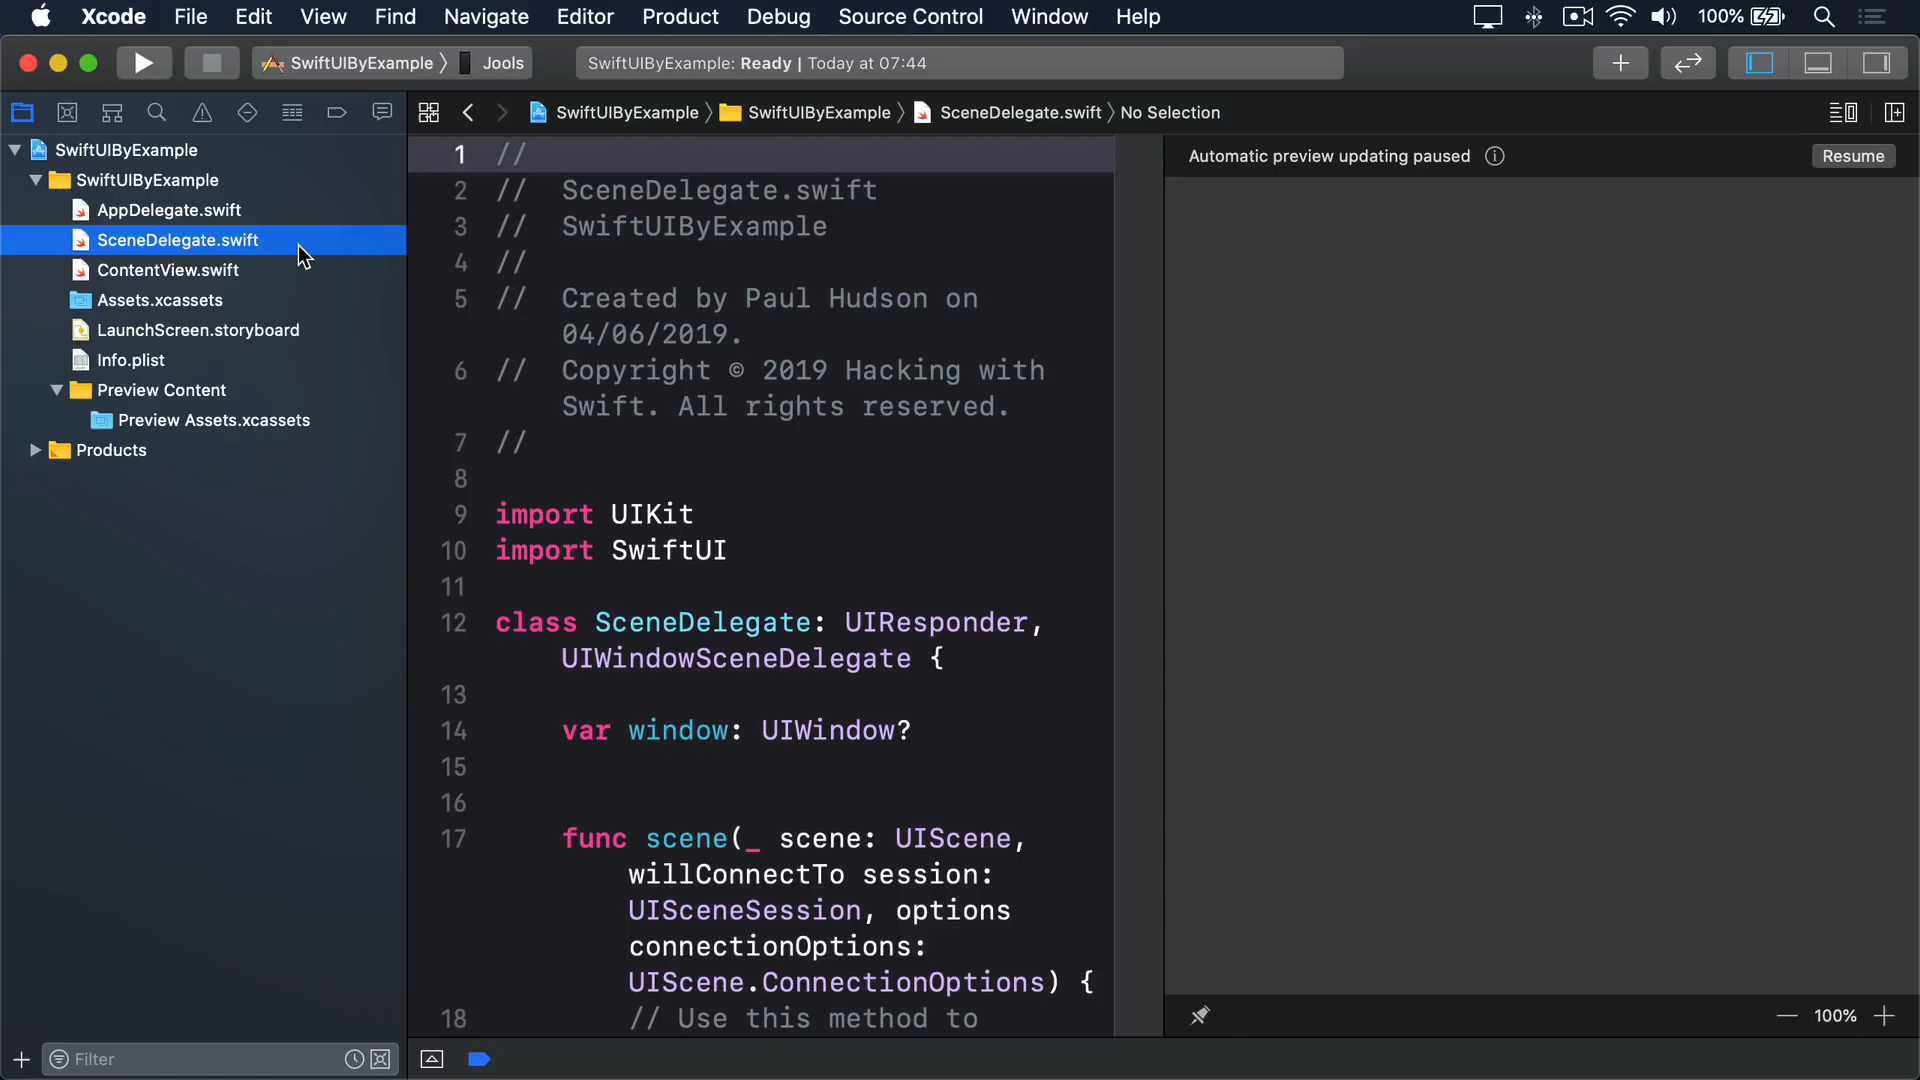 Xcode File Edit View Find Navigate Editor Product Debug Source Control Window Help 100%
SwiftUIByExample 〉 Jools
SwiftUIByExample: Ready | Today at 07:44
SwiftUIByExample 〉 SwiftUIByExample 〉 SceneDelegate.swift 〉 No Selection
SwiftUIByExample
SwiftUIByExample
AppDelegate.swift
SceneDelegate.swift
ContentView.swift
Assets.xcassets
LaunchScreen.storyboard
Info.plist
Preview Content
Preview Assets.xcassets
Products
Filter
1 //
2 // SceneDelegate.swift
3 // SwiftUIByExample
4 //
5 // Created by Paul Hudson on
04/06/2019.
6 // Copyright © 2019 Hacking with
Swift. All rights reserved.
7 //
8
9 import UIKit
10 import SwiftUI
11
12 class SceneDelegate: UIResponder,
UIWindowSceneDelegate {
13
14 var window: UIWindow?
15
16
17 func scene(_ scene: UIScene,
willConnectTo session:
UISceneSession, options
connectionOptions:
UIScene.ConnectionOptions) {
18 // Use this method to
Automatic preview updating paused
Resume
100%